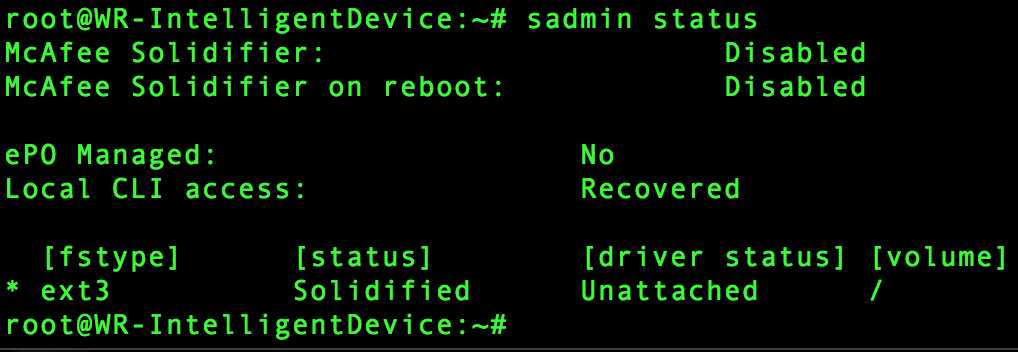 root@WR-IntelligentDevice:~# sadmin status
McAfee Solidifier: Disabled
McAfee Solidifier on reboot: Disabled
ePO Managed: No
Local CLI access: Recovered
[fstype] [status] [driver status] [volume]
* ext3 Solidified Unattached /
root@WR-IntelligentDevice:~#